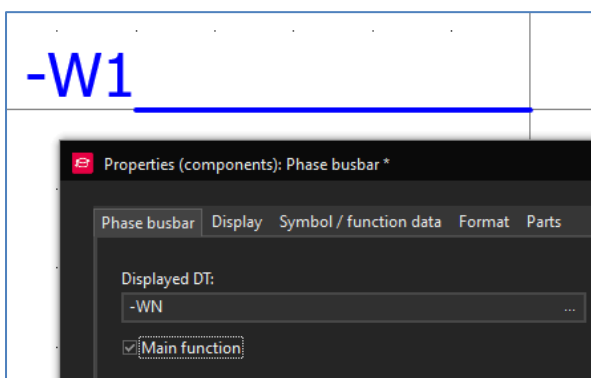 -W1
Properties (components): Phase busbar *
Phase busbar Display Symbol / function data Format Parts
Displayed DT:
-WN ...
Main function